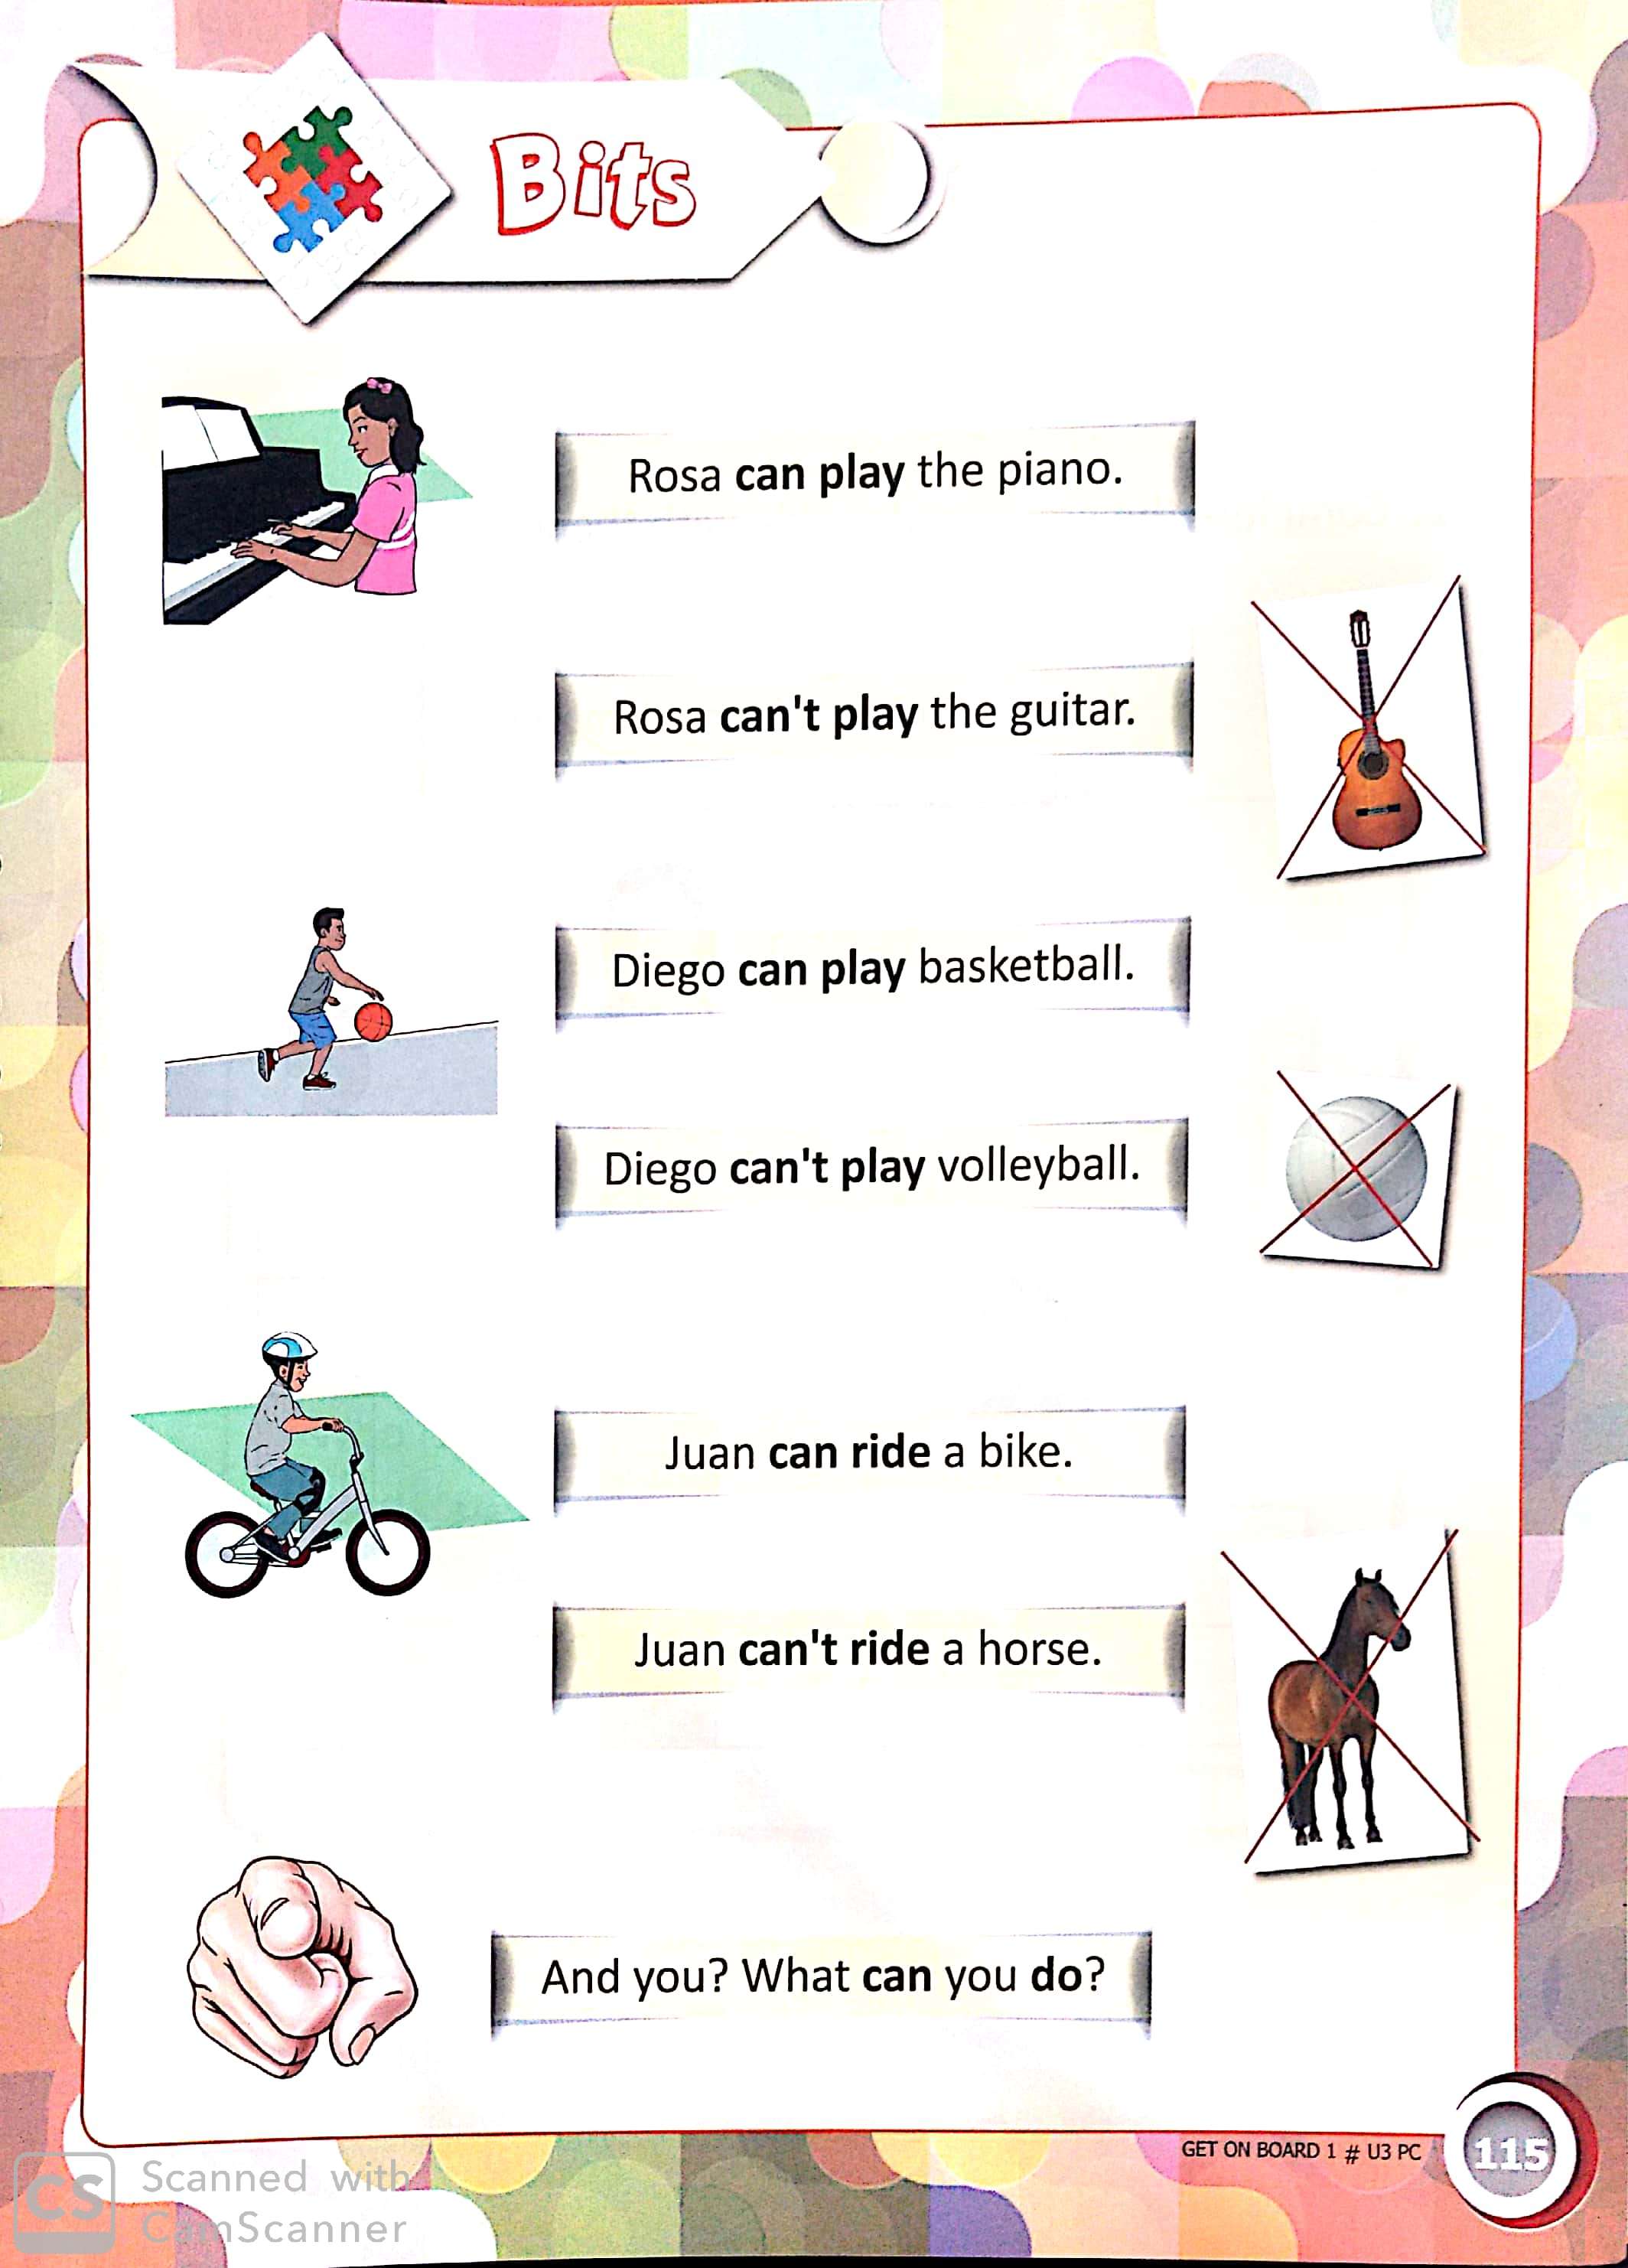 Bits
Rosa can play the piano.
Rosa can't play the guitar.
Diego can play basketball.
Diego can't play volleyball.
Juan can ride a bike.
Juan can't ride a horse.
And you? What can you do?
GET ON BOARD 1 # U3 PC
115
CS
Scanned with
CamScanner